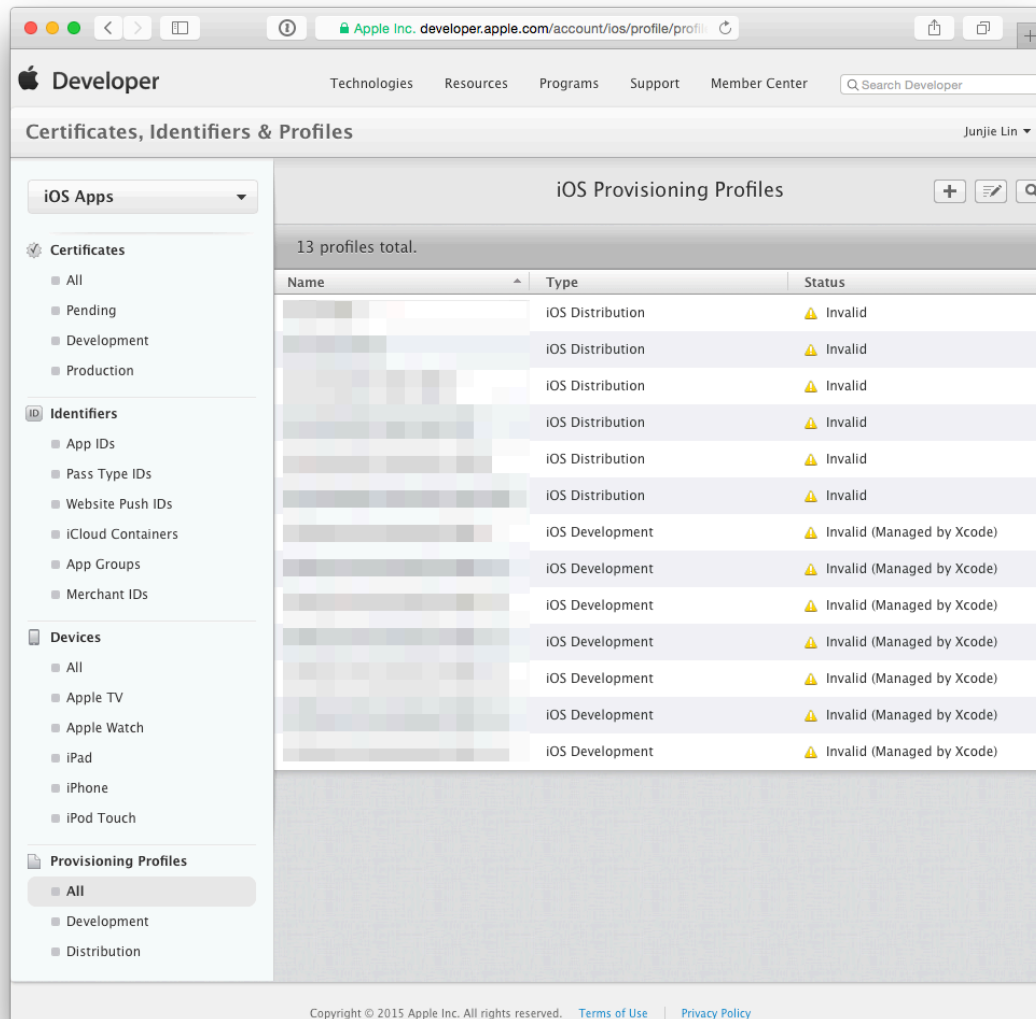 Apple Inc. developer.apple.com/account/ios/profile/profil
Developer
Technologies Resources Programs Support Member Center Search Developer
Certificates, Identifiers & Profiles
Junjie Lin
iOS Apps
iOS Provisioning Profiles
13 profiles total.
Name Type Status
iOS Distribution Invalid
iOS Distribution Invalid
iOS Distribution Invalid
iOS Distribution Invalid
iOS Distribution Invalid
iOS Distribution Invalid
iOS Development Invalid (Managed by Xcode)
iOS Development Invalid (Managed by Xcode)
iOS Development Invalid (Managed by Xcode)
iOS Development Invalid (Managed by Xcode)
iOS Development Invalid (Managed by Xcode)
iOS Development Invalid (Managed by Xcode)
iOS Development Invalid (Managed by Xcode)
Certificates
All
Pending
Development
Production
ID Identifiers
App IDs
Pass Type IDs
Website Push IDs
iCloud Containers
App Groups
Merchant IDs
Devices
All
Apple TV
Apple Watch
iPad
iPhone
iPod Touch
Provisioning Profiles
All
Development
Distribution
Copyright © 2015 Apple Inc. All rights reserved. Terms of Use | Privacy Policy